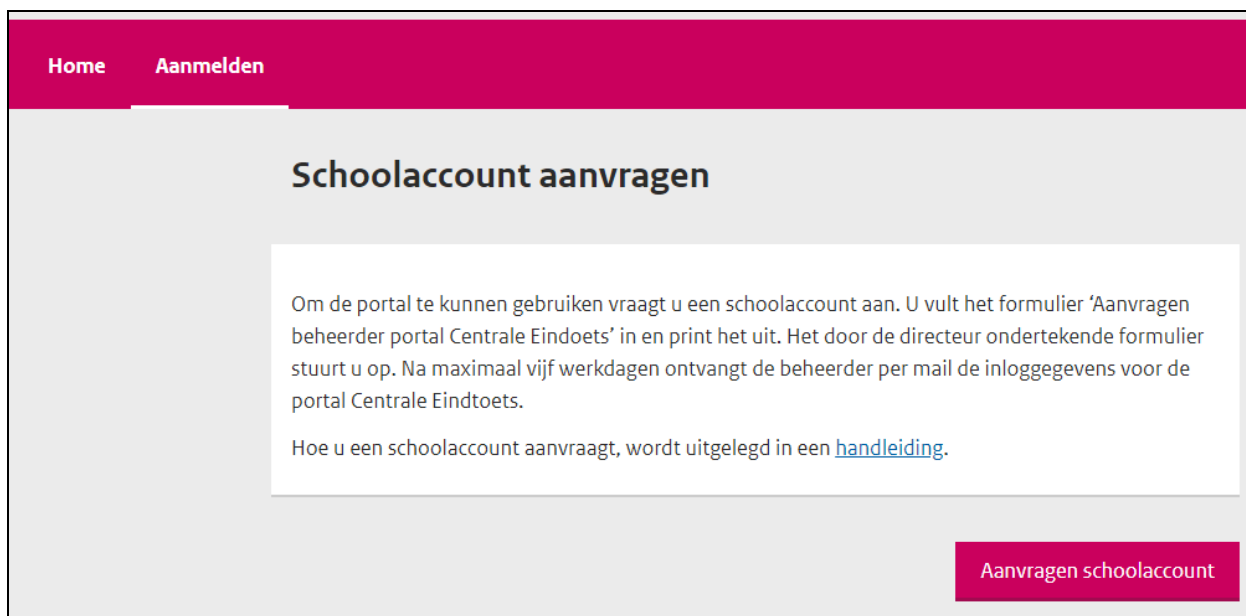 Home Aanmelden
Schoolaccount aanvragen
Om de portal te kunnen gebruiken vraagt u een schoolaccount aan. U vult het formulier ‘Aanvragen
beheerder portal Centrale Eindoets’ in en print het uit. Het door de directeur ondertekende formulier
stuurt u op. Na maximaal vijf werkdagen ontvangt de beheerder per mail de inloggegevens voor de
portal Centrale Eindtoets.
Hoe u een schoolaccount aanvraagt, wordt uitgelegd in een handleiding.
Aanvragen schoolaccount